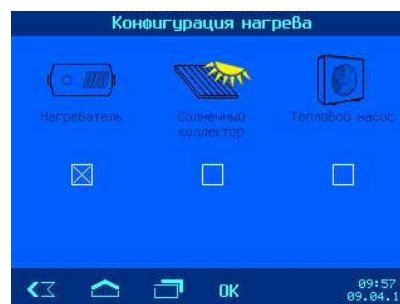 Конфигурация нагрева
Нагреватель Солнечный коллектор Тепловой насос
OK
09:57
09.04.1